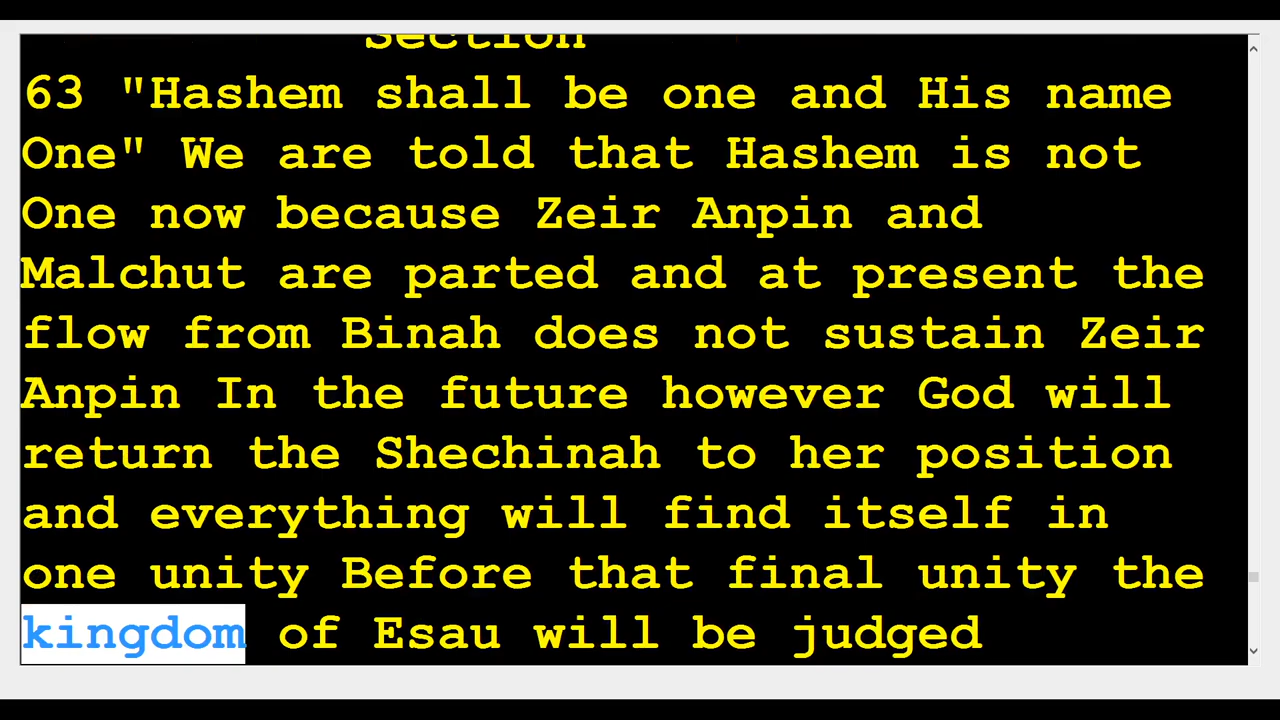 Section
63 "Hashem shall be one and His name
One" We are told that Hashem is not
One now because Zeir Anpin and
Malchut are parted and at present the
flow from Binah does not sustain Zeir
Anpin In the future however God will
return the Shechinah to her position
and everything will find itself in
one unity Before that final unity the
kingdom of Esau will be judged